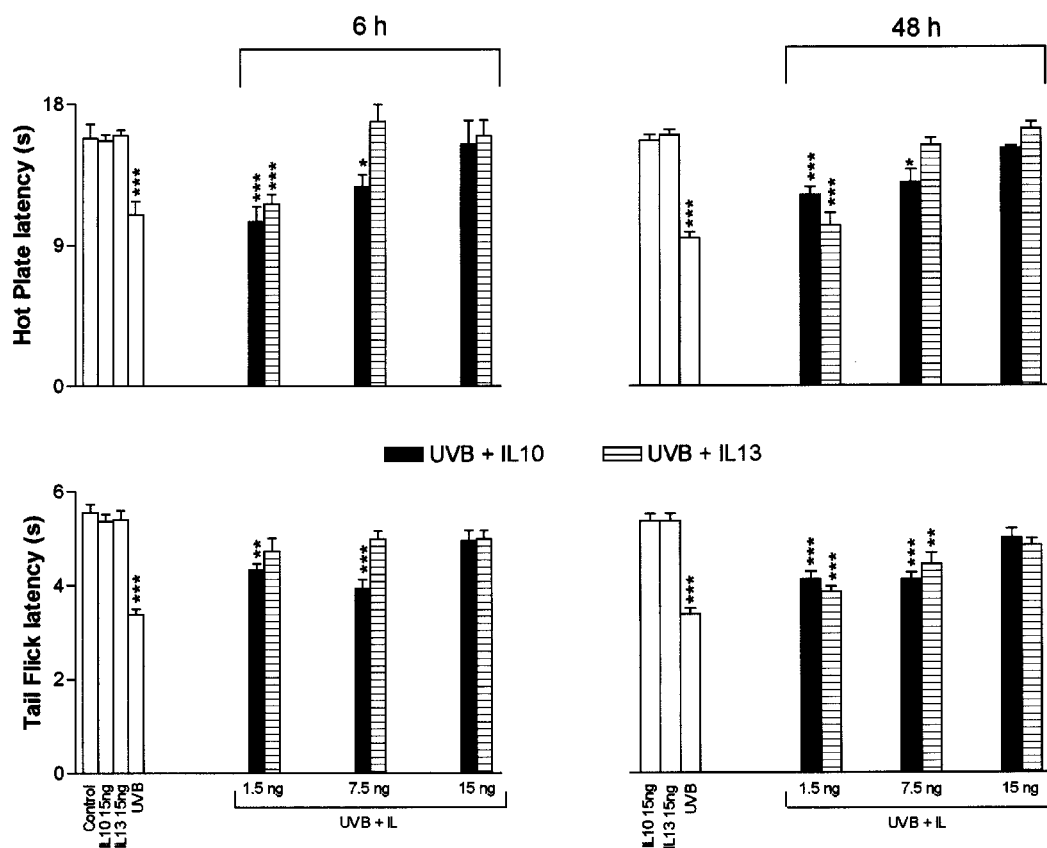 6 h
48 h
Hot Plate latency (s)
18
9
0
***
***
***
*
***
***
***
*
UVB + IL10
UVB + IL13
Tail Flick latency (s)
6
4
2
0
***
**
***
***
***
***
***
**
Control
IL10 15ng
IL13 15ng
UVB
1.5 ng
7.5 ng
15 ng
UVB + IL
IL10 15ng
IL13 15ng
UVB
1.5 ng
7.5 ng
15 ng
UVB + IL